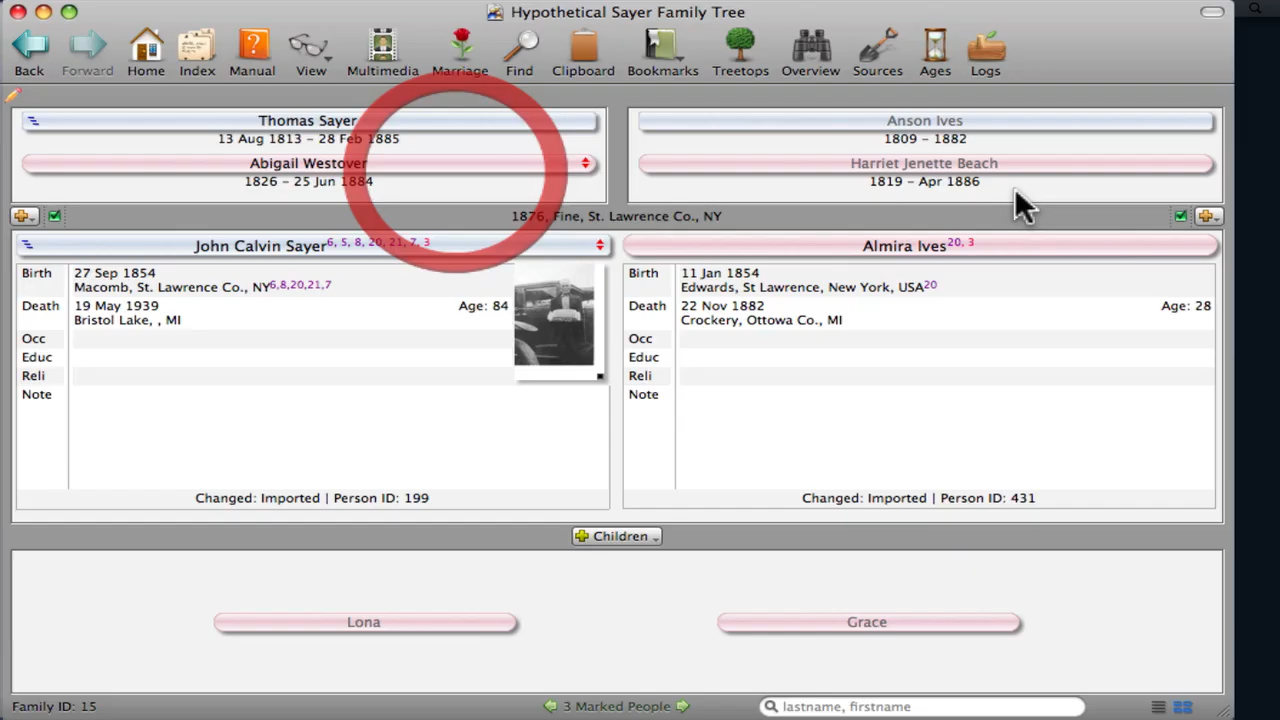 Hypothetical Sayer Family Tree
Back Forward Home Index Manual View Multimedia Marriage Find Clipboard Bookmarks Treetops Overview Sources Ages Logs
Thomas Sayer
13 Aug 1813 – 28 Feb 1885
Abigail Westover
1826 – 25 Jun 1884
Anson Ives
1809 – 1882
Harriet Jenette Beach
1819 – Apr 1886
1876, Fine, St. Lawrence Co., NY
John Calvin Sayer6, 5, 8, 20, 21, 7, 3
Birth 27 Sep 1854
Macomb, St. Lawrence Co., NY6,8,20,21,7
Death 19 May 1939 Age: 84
Bristol Lake, , MI
Occ
Educ
Reli
Note
Changed: Imported | Person ID: 199
Almira Ives20, 3
Birth 11 Jan 1854
Edwards, St Lawrence, New York, USA20
Death 22 Nov 1882 Age: 28
Crockery, Ottowa Co., MI
Occ
Educ
Reli
Note
Changed: Imported | Person ID: 431
Children
Lona Grace
Family ID: 15 3 Marked People lastname, firstname